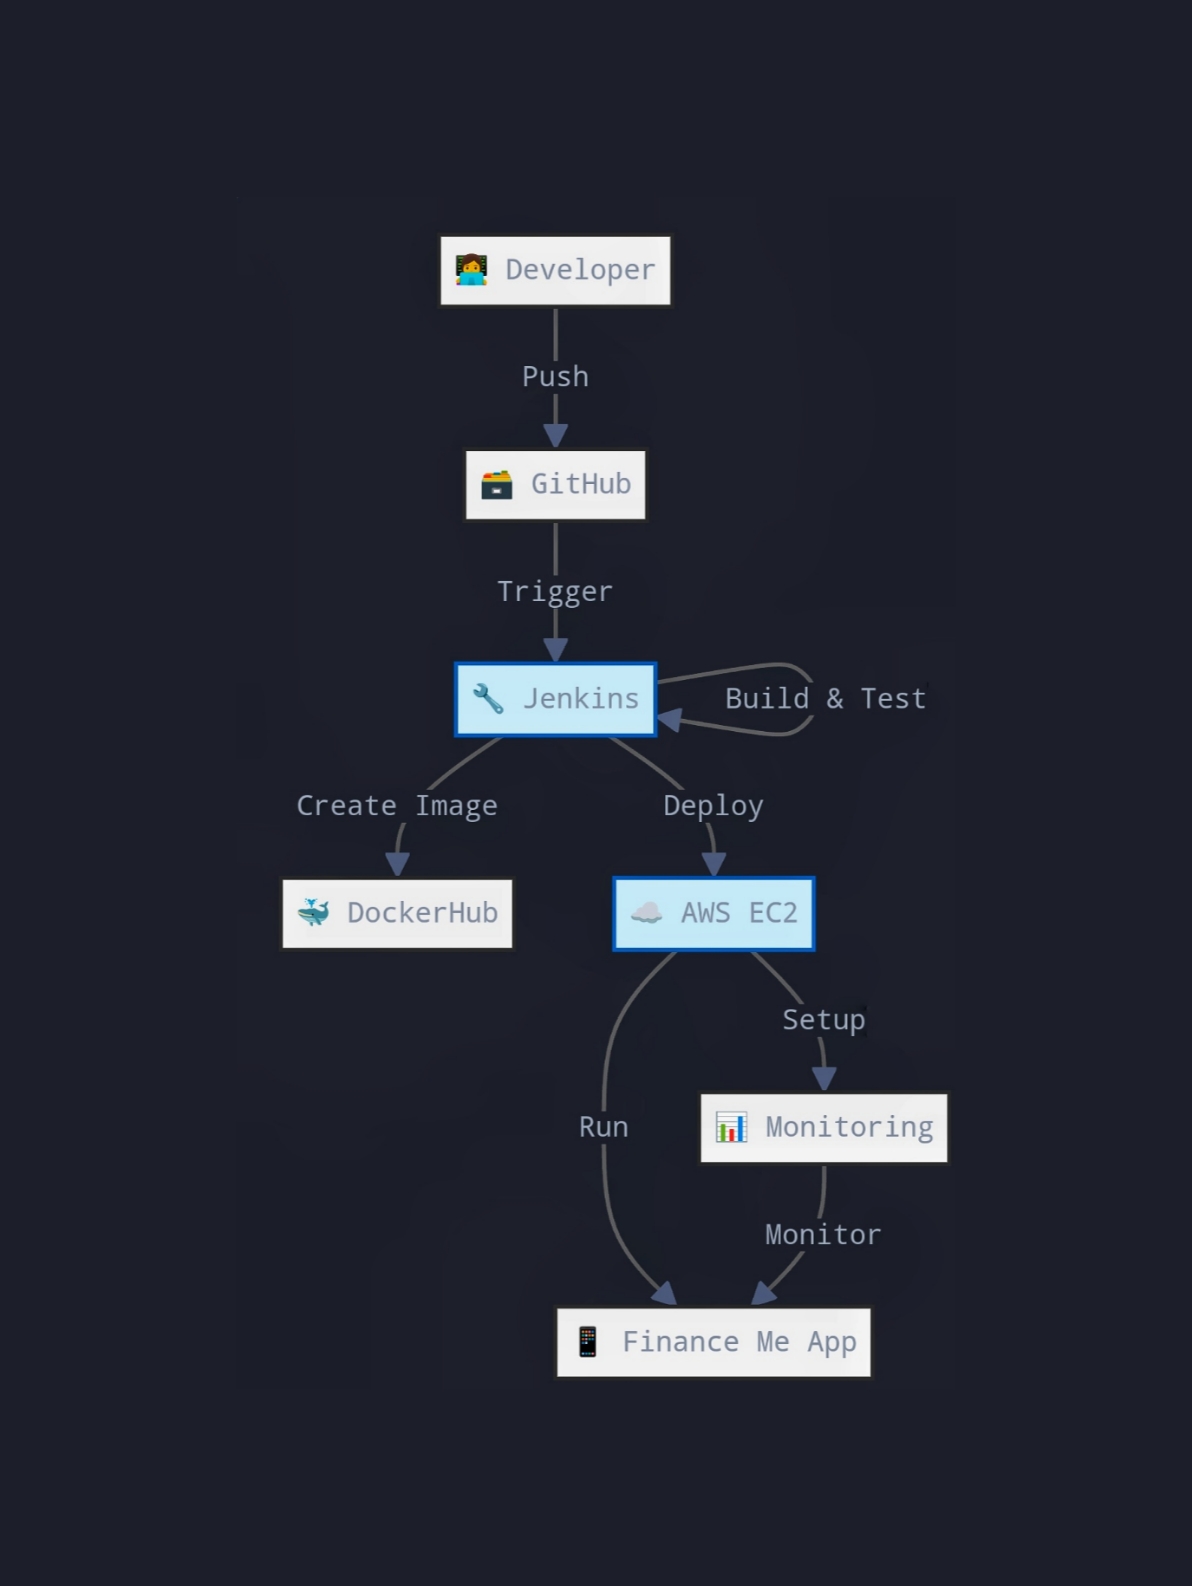 Developer
Push
GitHub
Trigger
Jenkins
Build & Test
Create Image
Deploy
DockerHub
AWS EC2
Setup
Run
Monitoring
Monitor
Finance Me App